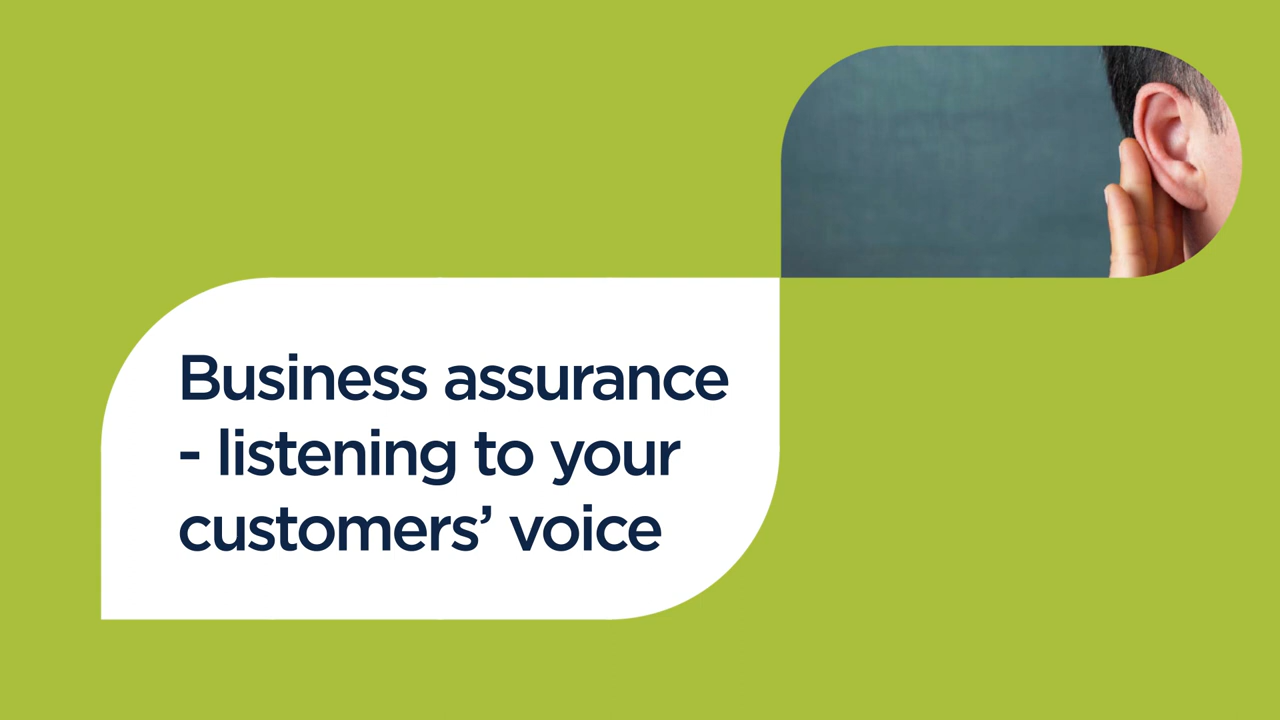 Business assurance
- listening to your
customers’ voice